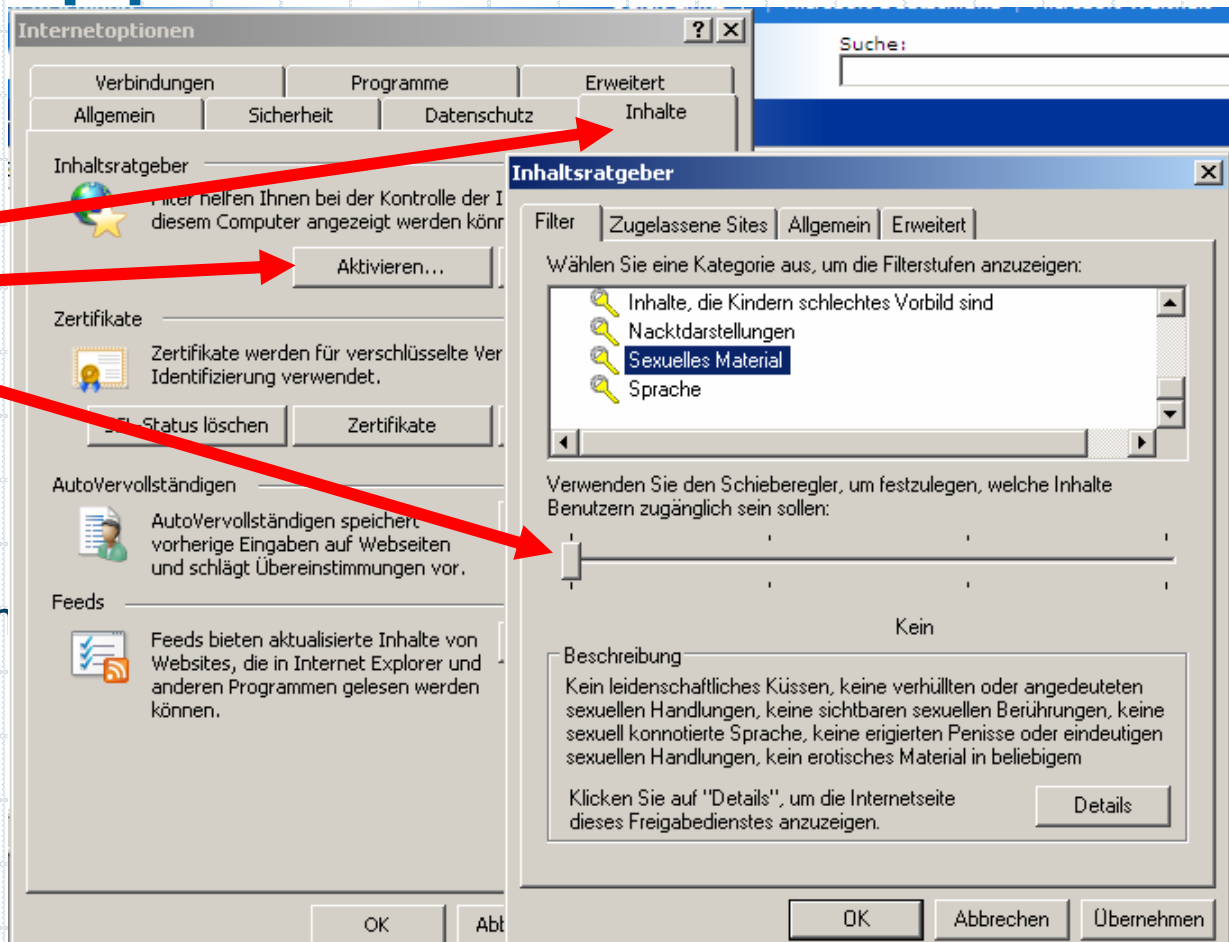 Internetoptionen
Suche:
Verbindungen Programme Erweitert
Allgemein Sicherheit Datenschutz Inhalte
Inhaltsratgeber
Filter helfen Ihnen bei der Kontrolle der I
diesem Computer angezeigt werden könr
Aktivieren...
Zertifikate
Zertifikate werden für verschlüsselte Ver
Identifizierung verwendet.
SSL-Status löschen Zertifikate
AutoVervollständigen
AutoVervollständigen speichert
vorherige Eingaben auf Webseiten
und schlägt Übereinstimmungen vor.
Feeds
Feeds bieten aktualisierte Inhalte von
Websites, die in Internet Explorer und
anderen Programmen gelesen werden
können.
OK Abb
Inhaltsratgeber
Filter Zugelassene Sites Allgemein Erweitert
Wählen Sie eine Kategorie aus, um die Filterstufen anzuzeigen:
Inhalte, die Kindern schlechtes Vorbild sind
Nacktdarstellungen
Sexuelles Material
Sprache
Verwenden Sie den Schieberegler, um festzulegen, welche Inhalte
Benutzern zugänglich sein sollen:
Kein
Beschreibung
Kein leidenschaftliches Küssen, keine verhüllten oder angedeuteten
sexuellen Handlungen, keine sichtbaren sexuellen Berührungen, keine
sexuell konnotierte Sprache, keine erigierten Penisse oder eindeutigen
sexuellen Handlungen, kein erotisches Material in beliebigem
Klicken Sie auf "Details", um die Internetseite
dieses Freigabedienstes anzuzeigen.
Details
OK Abbrechen Übernehmen